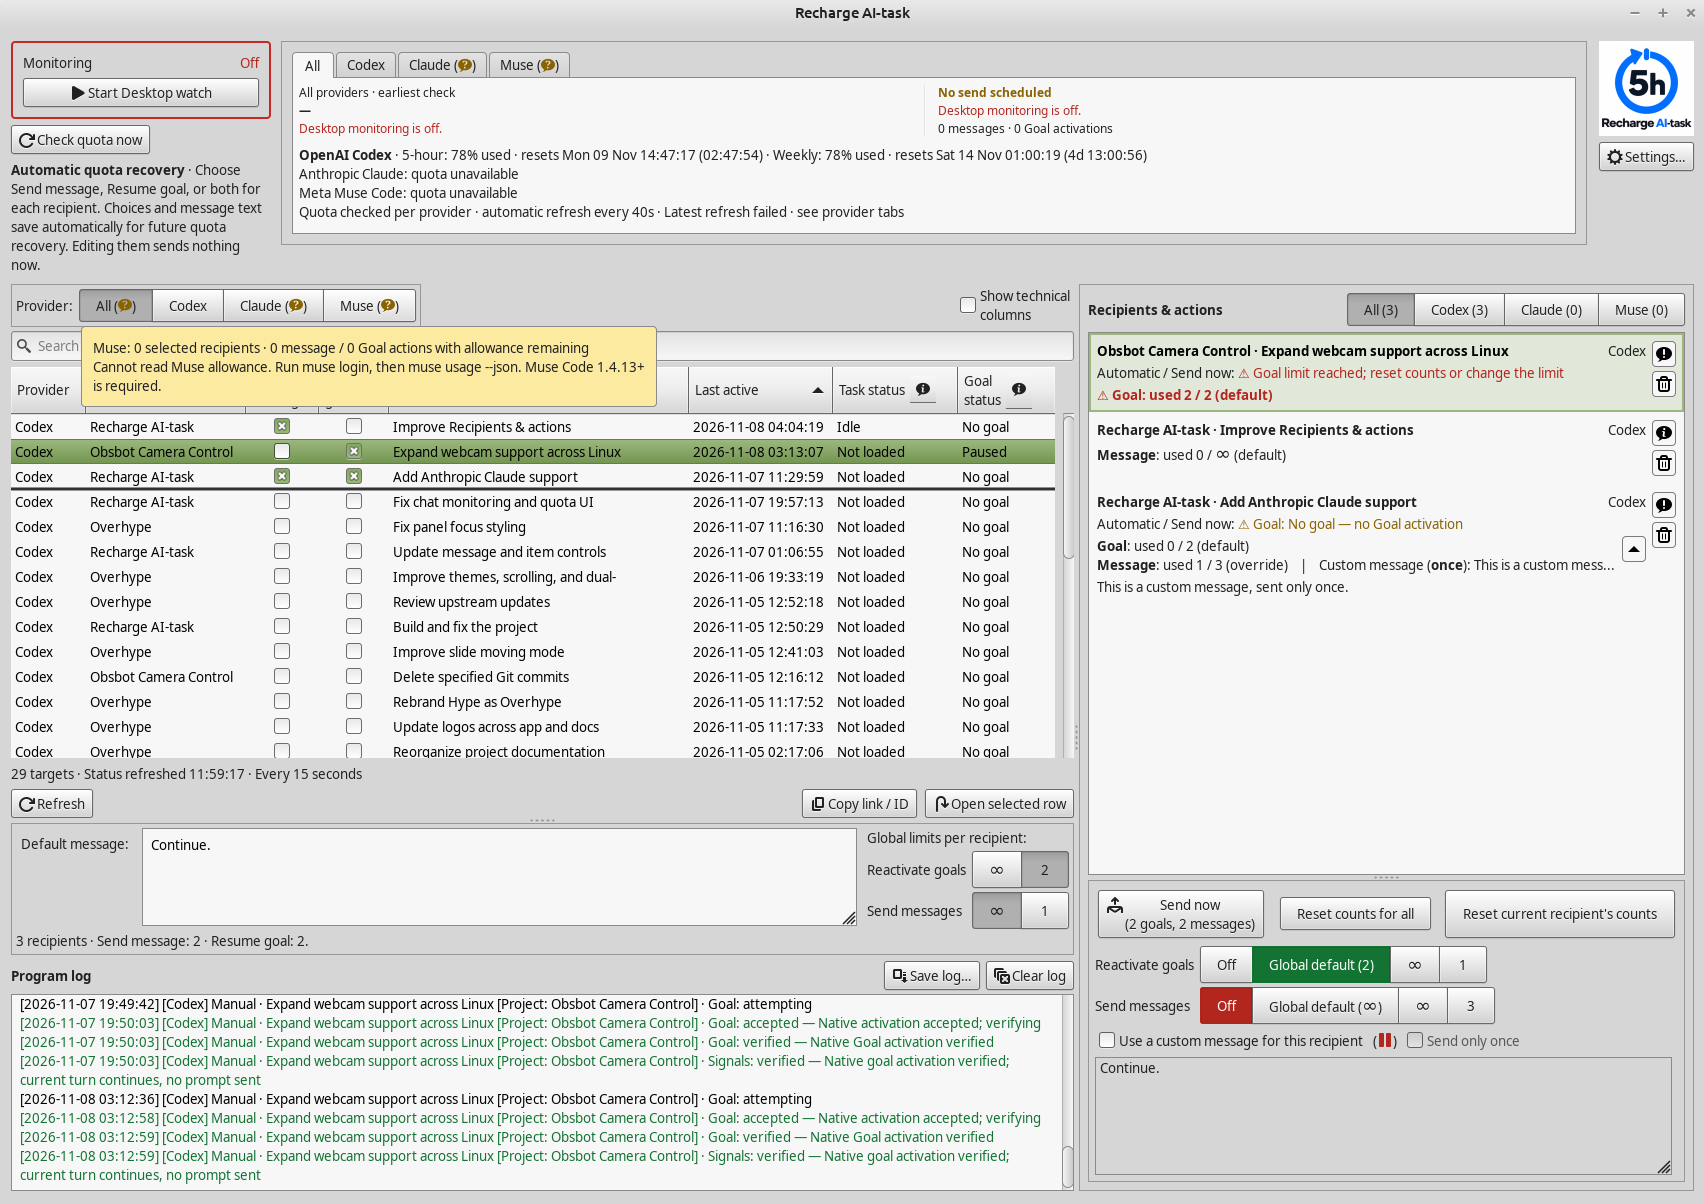 Recharge AI-task
Monitoring Off
Start Desktop watch
Check quota now
Automatic quota recovery · Choose
Send message, Resume goal, or both for
each recipient. Choices and message text
save automatically for future quota
recovery. Editing them sends nothing
now.
All Codex Claude (?) Muse (?)
All providers · earliest check
—
Desktop monitoring is off.
No send scheduled
Desktop monitoring is off.
0 messages · 0 Goal activations
OpenAI Codex · 5-hour: 78% used · resets Mon 09 Nov 14:47:17 (02:47:54) · Weekly: 78% used · resets Sat 14 Nov 01:00:19 (4d 13:00:56)
Anthropic Claude: quota unavailable
Meta Muse Code: quota unavailable
Quota checked per provider · automatic refresh every 40s · Latest refresh failed · see provider tabs
5h
Recharge AI-task
Settings...
Provider: All (?) Codex Claude (?) Muse (?)
Show technical
columns
Search
Muse: 0 selected recipients · 0 message / 0 Goal actions with allowance remaining
Cannot read Muse allowance. Run muse login, then muse usage --json. Muse Code 1.4.13+
is required.
Provider Last active Task status Goal
status
Codex Recharge AI-task Improve Recipients & actions 2026-11-08 04:04:19 Idle No goal
Codex Obsbot Camera Control Expand webcam support across Linux 2026-11-08 03:13:07 Not loaded Paused
Codex Recharge AI-task Add Anthropic Claude support 2026-11-07 11:29:59 Not loaded No goal
Codex Recharge AI-task Fix chat monitoring and quota UI 2026-11-07 19:57:13 Not loaded No goal
Codex Overhype Fix panel focus styling 2026-11-07 11:16:30 Not loaded No goal
Codex Recharge AI-task Update message and item controls 2026-11-07 01:06:55 Not loaded No goal
Codex Overhype Improve themes, scrolling, and dual- 2026-11-06 19:33:19 Not loaded No goal
Codex Overhype Review upstream updates 2026-11-05 12:52:18 Not loaded No goal
Codex Recharge AI-task Build and fix the project 2026-11-05 12:50:29 Not loaded No goal
Codex Overhype Improve slide moving mode 2026-11-05 12:41:03 Not loaded No goal
Codex Obsbot Camera Control Delete specified Git commits 2026-11-05 12:16:12 Not loaded No goal
Codex Overhype Rebrand Hype as Overhype 2026-11-05 11:17:52 Not loaded No goal
Codex Overhype Update logos across app and docs 2026-11-05 11:17:33 Not loaded No goal
Codex Overhype Reorganize project documentation 2026-11-05 02:17:06 Not loaded No goal
29 targets · Status refreshed 11:59:17 · Every 15 seconds
Refresh Copy link / ID Open selected row
Default message: Continue.
Global limits per recipient:
Reactivate goals ∞ 2
Send messages ∞ 1
3 recipients · Send message: 2 · Resume goal: 2.
Program log Save log... Clear log
[2026-11-07 19:49:42] [Codex] Manual · Expand webcam support across Linux [Project: Obsbot Camera Control] · Goal: attempting
[2026-11-07 19:50:03] [Codex] Manual · Expand webcam support across Linux [Project: Obsbot Camera Control] · Goal: accepted — Native activation accepted; verifying
[2026-11-07 19:50:03] [Codex] Manual · Expand webcam support across Linux [Project: Obsbot Camera Control] · Goal: verified — Native Goal activation verified
[2026-11-07 19:50:03] [Codex] Manual · Expand webcam support across Linux [Project: Obsbot Camera Control] · Signals: verified — Native goal activation verified;
current turn continues, no prompt sent
[2026-11-08 03:12:36] [Codex] Manual · Expand webcam support across Linux [Project: Obsbot Camera Control] · Goal: attempting
[2026-11-08 03:12:58] [Codex] Manual · Expand webcam support across Linux [Project: Obsbot Camera Control] · Goal: accepted — Native activation accepted; verifying
[2026-11-08 03:12:59] [Codex] Manual · Expand webcam support across Linux [Project: Obsbot Camera Control] · Goal: verified — Native Goal activation verified
[2026-11-08 03:12:59] [Codex] Manual · Expand webcam support across Linux [Project: Obsbot Camera Control] · Signals: verified — Native goal activation verified;
current turn continues, no prompt sent
Recipients & actions All (3) Codex (3) Claude (0) Muse (0)
Obsbot Camera Control · Expand webcam support across Linux Codex
Automatic / Send now: ⚠ Goal limit reached; reset counts or change the limit
⚠ Goal: used 2 / 2 (default)
Recharge AI-task · Improve Recipients & actions Codex
Message: used 0 / ∞ (default)
Recharge AI-task · Add Anthropic Claude support Codex
Automatic / Send now: ⚠ Goal: No goal — no Goal activation
Goal: used 0 / 2 (default)
Message: used 1 / 3 (override) | Custom message (once): This is a custom mess...
This is a custom message, sent only once.
Send now
(2 goals, 2 messages)
Reset counts for all
Reset current recipient's counts
Reactivate goals Off Global default (2) ∞ 1
Send messages Off Global default (∞) ∞ 3
Use a custom message for this recipient ( ) Send only once
Continue.